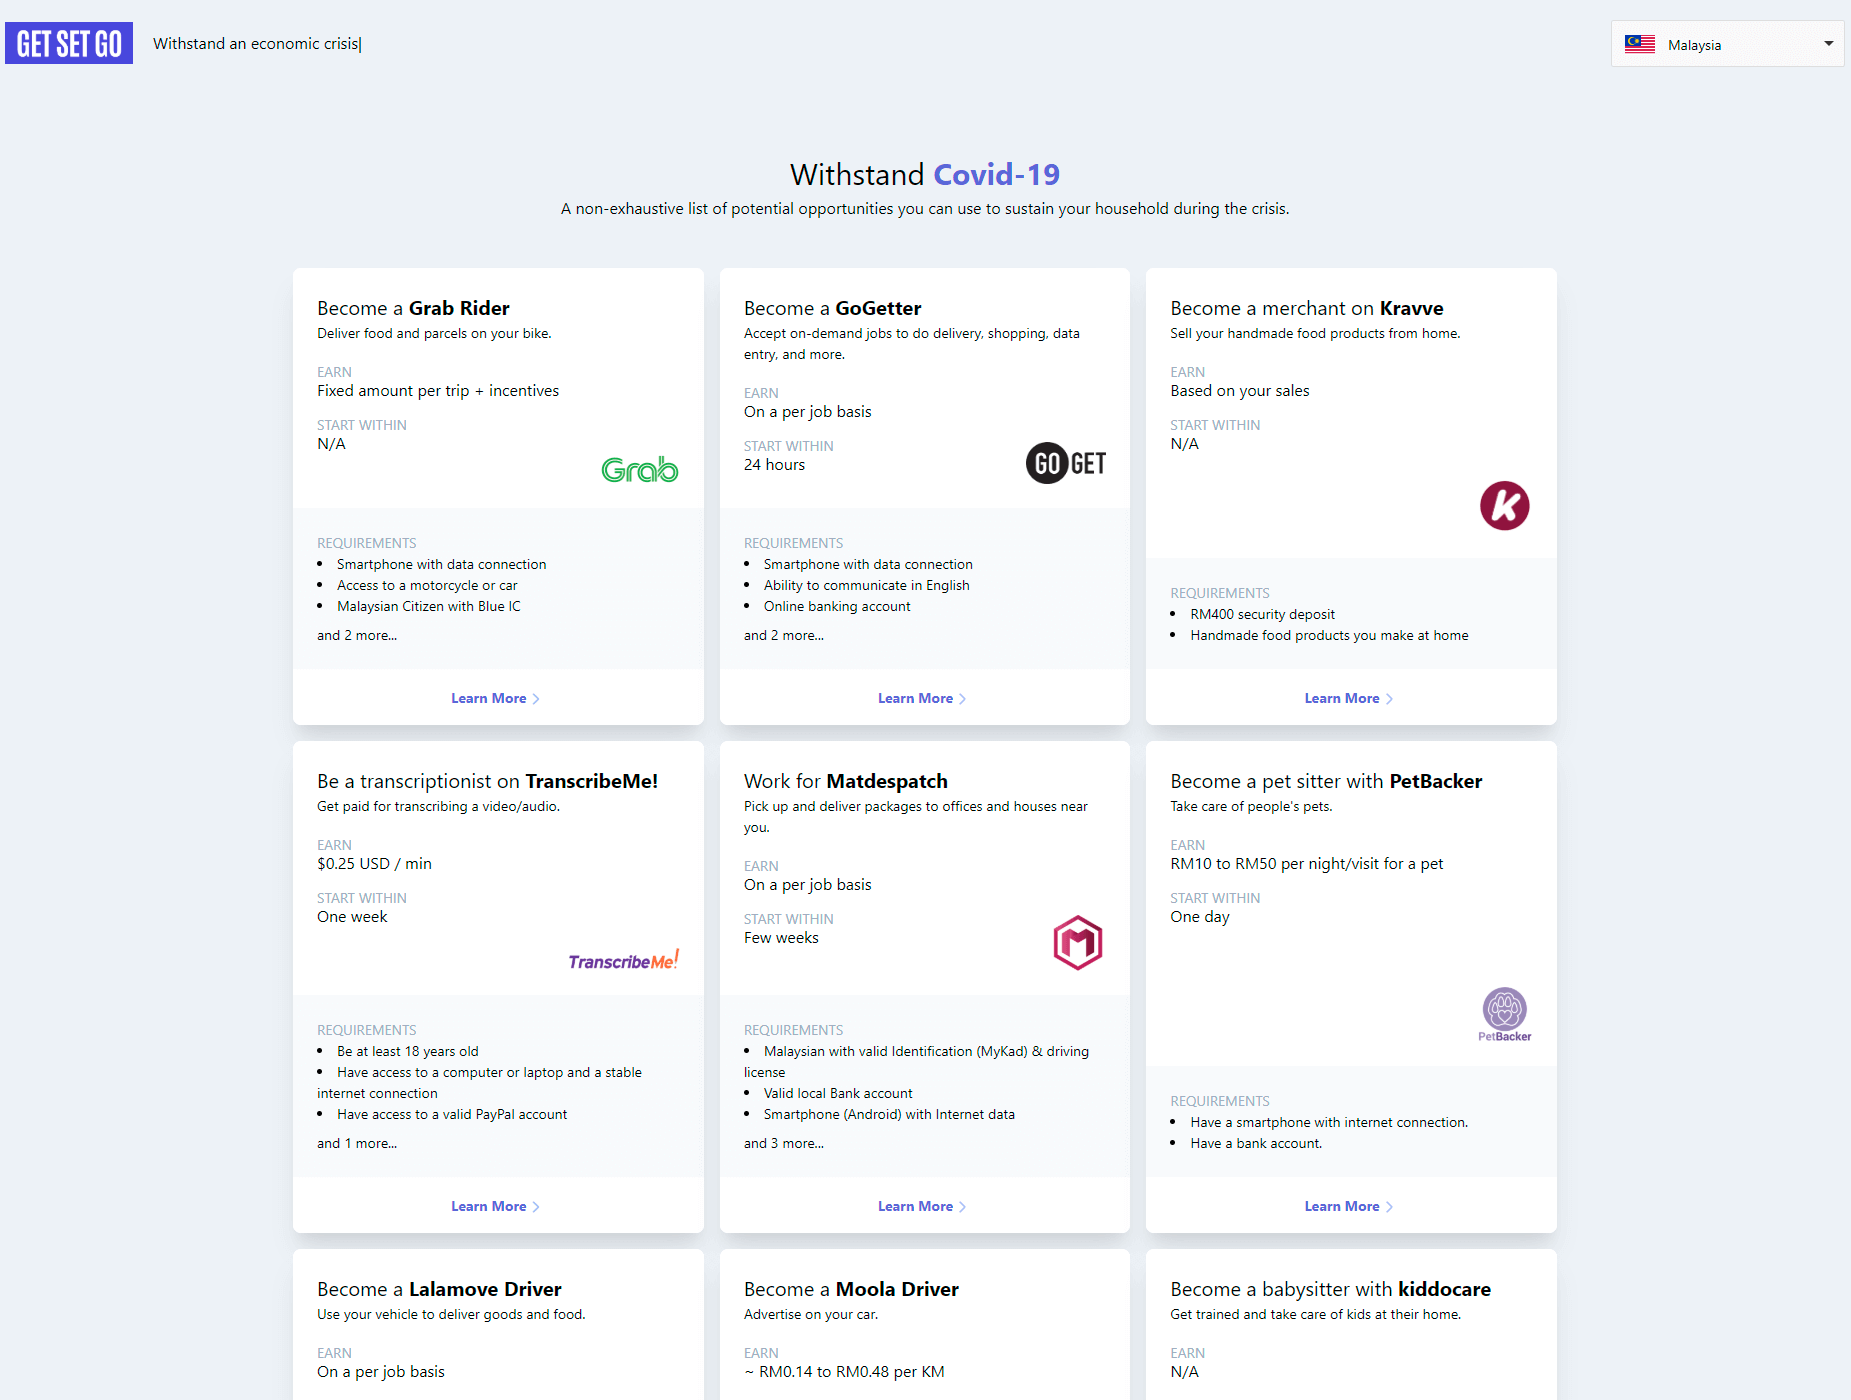 GET SET GO
Withstand an economic crisis|
Malaysia
Withstand Covid-19
A non-exhaustive list of potential opportunities you can use to sustain your household during the crisis.
Become a Grab Rider
Deliver food and parcels on your bike.
EARN
Fixed amount per trip + incentives
START WITHIN
N/A
Grab
REQUIREMENTS
• Smartphone with data connection
• Access to a motorcycle or car
• Malaysian Citizen with Blue IC
and 2 more...
Learn More
Become a GoGetter
Accept on-demand jobs to do delivery, shopping, data
entry, and more.
EARN
On a per job basis
START WITHIN
24 hours
GO GET
REQUIREMENTS
• Smartphone with data connection
• Ability to communicate in English
• Online banking account
and 2 more...
Learn More
Become a merchant on Kravve
Sell your handmade food products from home.
EARN
Based on your sales
START WITHIN
N/A
K
REQUIREMENTS
• RM400 security deposit
• Handmade food products you make at home
Learn More
Be a transcriptionist on TranscribeMe!
Get paid for transcribing a video/audio.
EARN
$0.25 USD / min
START WITHIN
One week
TranscribeMe!
REQUIREMENTS
• Be at least 18 years old
• Have access to a computer or laptop and a stable
internet connection
• Have access to a valid PayPal account
and 1 more...
Learn More
Work for Matdespatch
Pick up and deliver packages to offices and houses near
you.
EARN
On a per job basis
START WITHIN
Few weeks
M
REQUIREMENTS
• Malaysian with valid Identification (MyKad) & driving
license
• Valid local Bank account
• Smartphone (Android) with Internet data
and 3 more...
Learn More
Become a pet sitter with PetBacker
Take care of people's pets.
EARN
RM10 to RM50 per night/visit for a pet
START WITHIN
One day
PetBacker
REQUIREMENTS
• Have a smartphone with internet connection.
• Have a bank account.
Learn More
Become a Lalamove Driver
Use your vehicle to deliver goods and food.
EARN
On a per job basis
Become a Moola Driver
Advertise on your car.
EARN
~ RM0.14 to RM0.48 per KM
Become a babysitter with kiddocare
Get trained and take care of kids at their home.
EARN
N/A